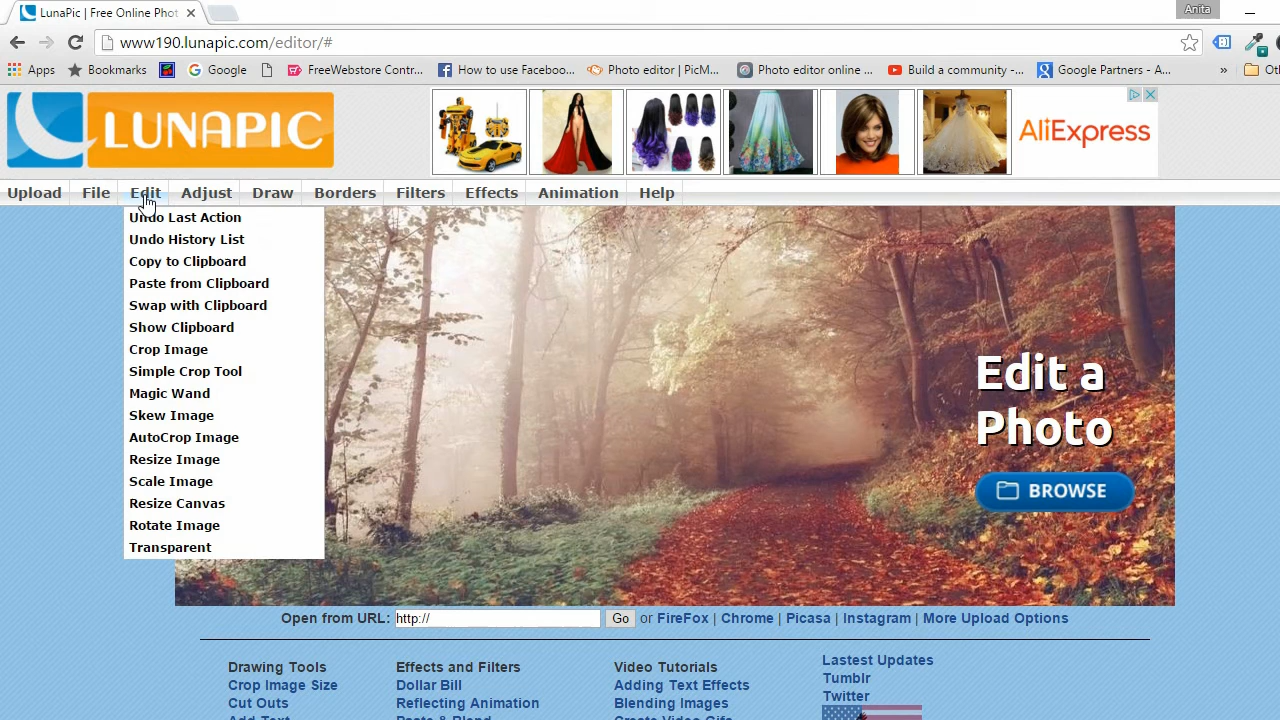 LunaPic | Free Online Phot
Anita
www190.lunapic.com/editor/#
Apps
Bookmarks
Google
FreeWebstore Contr...
How to use Faceboo...
Photo editor | PicM...
Photo editor online ...
Build a community -...
Google Partners - A...
»
LUNAPIC
AliExpress
Upload
File
Edit
Adjust
Draw
Borders
Filters
Effects
Animation
Help
Undo Last Action
Undo History List
Copy to Clipboard
Paste from Clipboard
Swap with Clipboard
Show Clipboard
Crop Image
Simple Crop Tool
Magic Wand
Skew Image
AutoCrop Image
Resize Image
Scale Image
Resize Canvas
Rotate Image
Transparent
Edit a
Photo
BROWSE
Open from URL: http:// Go or FireFox | Chrome | Picasa | Instagram | More Upload Options
Drawing Tools
Crop Image Size
Cut Outs
Effects and Filters
Dollar Bill
Reflecting Animation
Video Tutorials
Adding Text Effects
Blending Images
Lastest Updates
Tumblr
Twitter